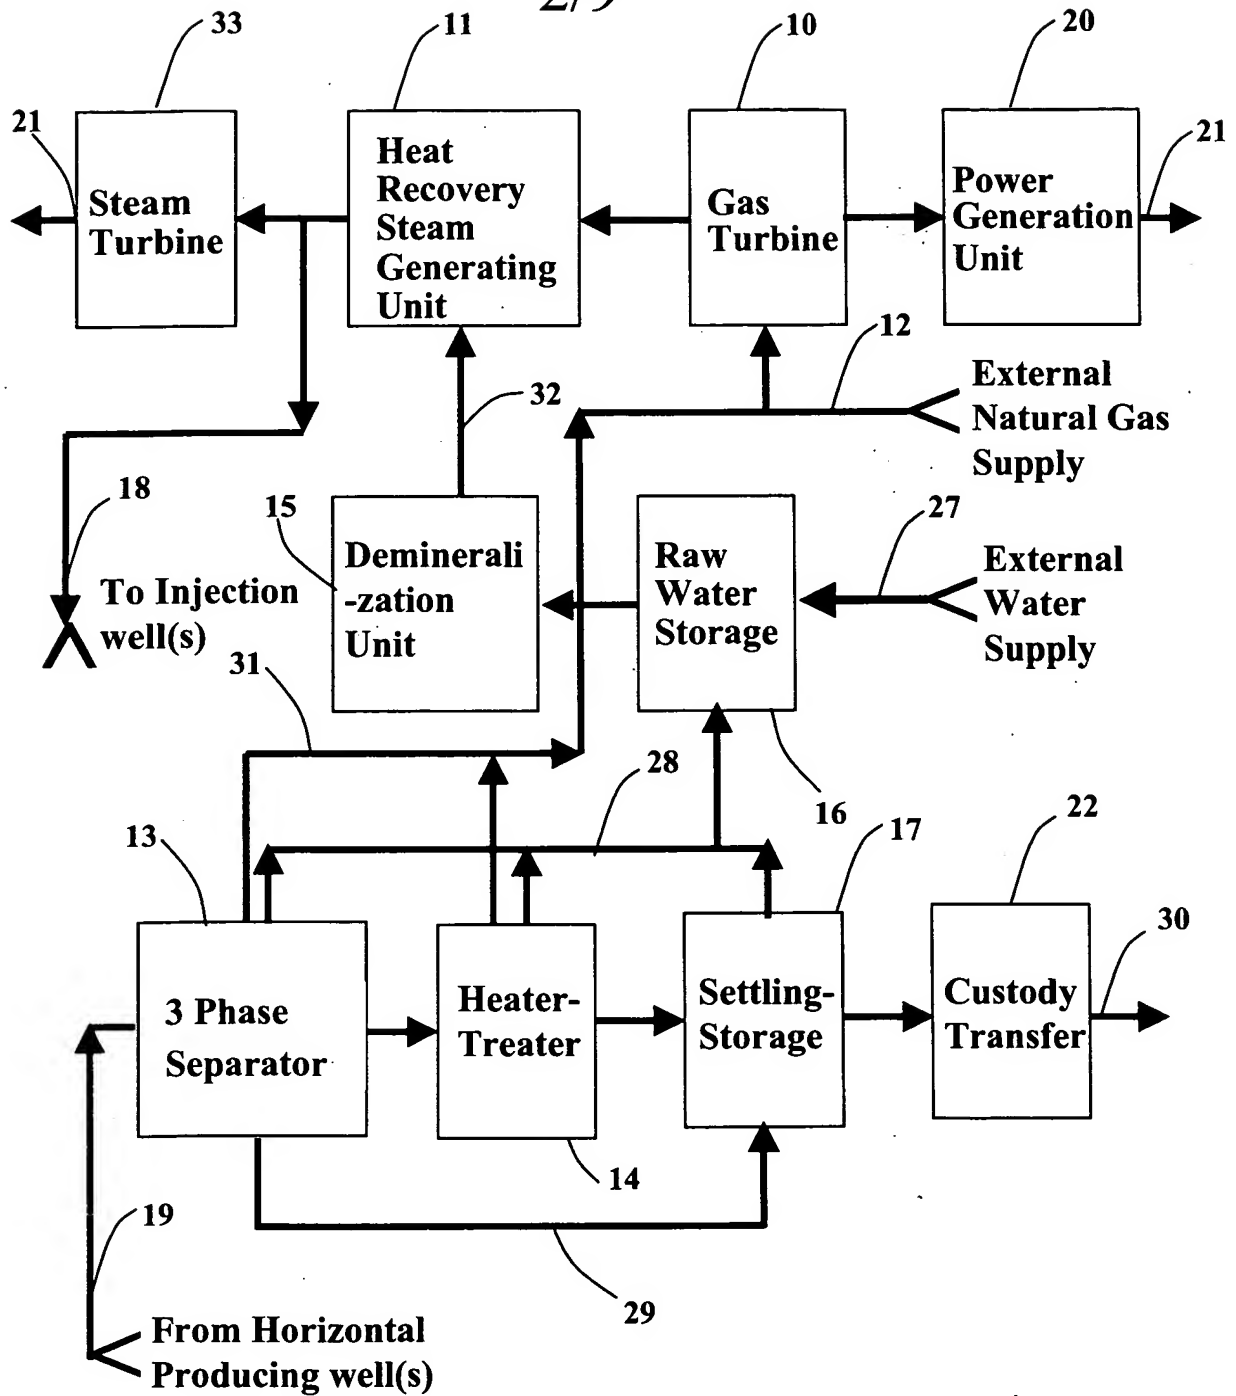 2/9
33
11
10
20
21
Steam
Turbine
Heat
Recovery
Steam
Generating
Unit
Gas
Turbine
Power
Generation
Unit
21
12
External
Natural Gas
Supply
32
18
15
Deminerali
-zation
Unit
Raw
Water
Storage
27
External
Water
Supply
To Injection
well(s)
31
28
16
13
17
22
30
3 Phase
Separator
Heater-
Treater
Settling-
Storage
Custody
Transfer
14
19
29
From Horizontal
Producing well(s)